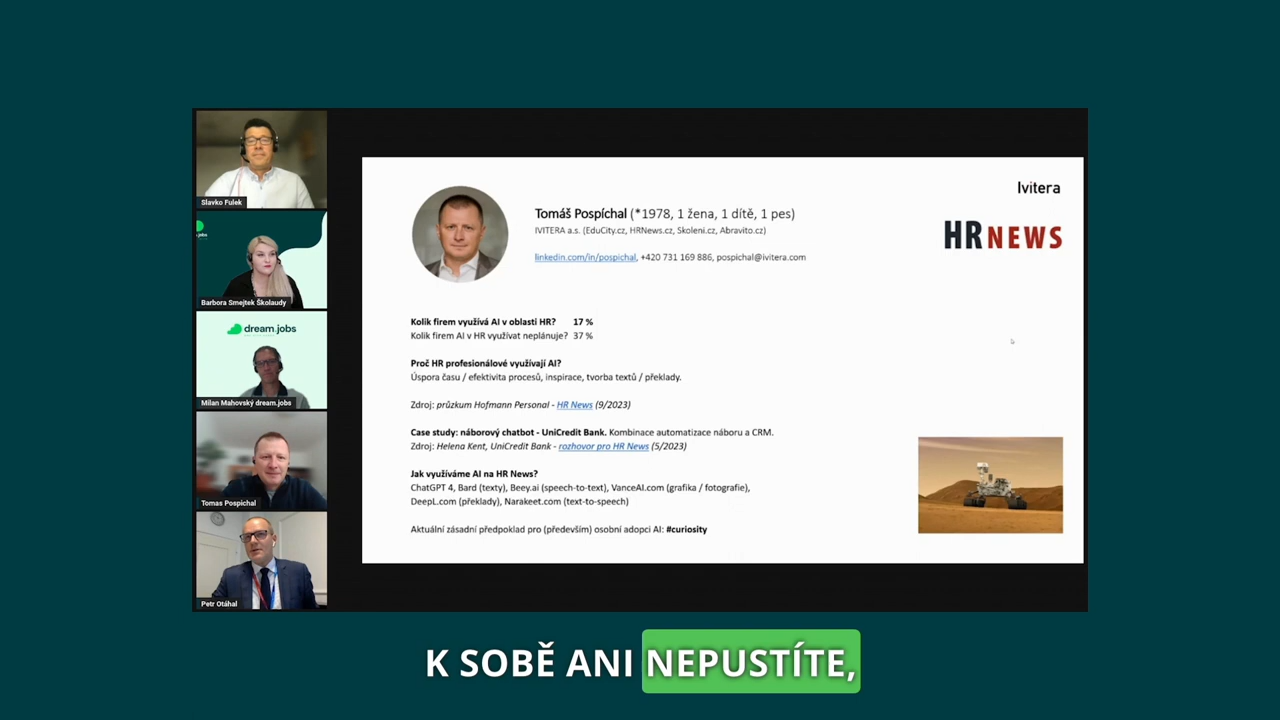 Slavko Fulek
.jobs
Barbora Smejtek Školaudy
dream.jobs
Milan Mahovský dream.jobs
Tomas Pospichal
Petr Otáhal
Ivitera
HR NEWS
Tomáš Pospíchal (*1978, 1 žena, 1 dítě, 1 pes)
IVITERA a.s. (EduCity.cz, HRNews.cz, Skoleni.cz, Abravito.cz)
linkedin.com/in/pospichal, +420 731 169 886, pospichal@ivitera.com
Kolik firem využívá AI v oblasti HR? 17 %
Kolik firem AI v HR využívat neplánuje? 37 %
Proč HR profesionálové využívají AI?
Úspora času / efektivita procesů, inspirace, tvorba textů / překlady.
Zdroj: průzkum Hofmann Personal - HR News (9/2023)
Case study: náborový chatbot - UniCredit Bank. Kombinace automatizace náboru a CRM.
Zdroj: Helena Kent, UniCredit Bank - rozhovor pro HR News (5/2023)
Jak využíváme AI na HR News?
ChatGPT 4, Bard (texty), Beey.ai (speech-to-text), VanceAI.com (grafika / fotografie),
DeepL.com (překlady), Narakeet.com (text-to-speech)
Aktuální zásadní předpoklad pro (především) osobní adopci AI: #curiosity
K SOBĚ ANI NEPUSTÍTE,